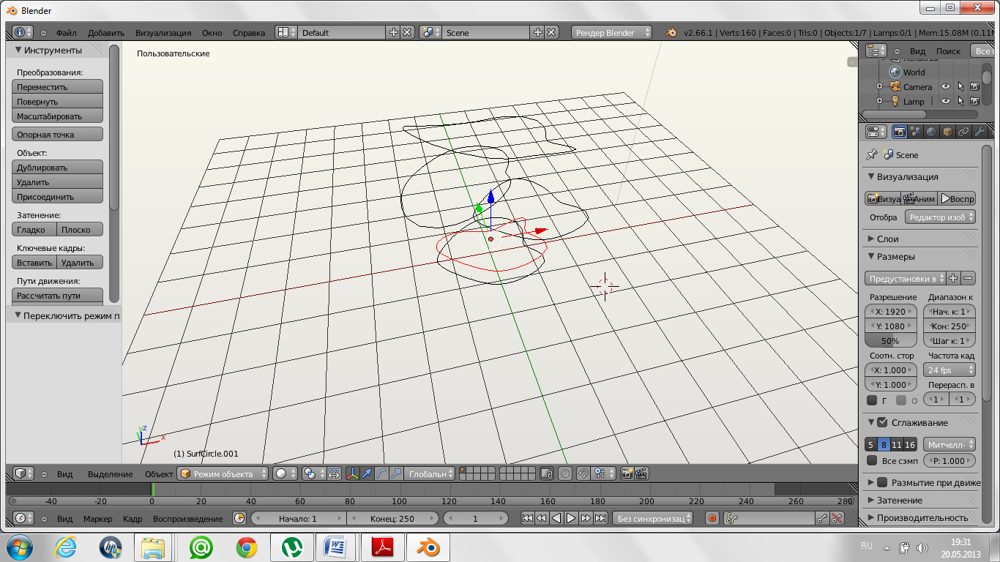 Blender
Файл Добавить Визуализация Окно Справка Default Scene Рендер Blender v2.66.1 | Verts:160 | Faces:0 | Tris:0 | Objects:1/7 | Lamps:0/1 | Mem:15.08M (0.11M
Инструменты
Преобразования:
Переместить
Повернуть
Масштабировать
Опорная точка
Объект:
Дублировать
Удалить
Присоединить
Затенение:
Гладко Плоско
Ключевые кадры:
Вставить Удалить
Пути движения:
Рассчитать пути
Переключить режим п
Пользовательские
z
y
x
(1) SurfCircle.001
Вид Поиск Все с
World
Camera
Lamp
Scene
Визуализация
Визуа Аним Воспр
Отобра Редактор изоб
Слои
Размеры
Предустановки в
Разрешение Диапазон к
X: 1920 Нач. к: 1
Y: 1080 Кон: 250
50% Шаг к: 1
Соотн. стор Частота кад
X: 1.000 24 fps
Y: 1.000 Перерасп. в
Г О 1 1
Сглаживание
5 8 11 16 Митчелл-
Все сэмп Р: 1.000
Размытие при движе
Затенение
Производительность
Вид Выделение Объект Режим объекта Глобальн
-40 -20 0 20 40 60 80 100 120 140 160 180 200 220 240 260 280
Вид Маркер Кадр Воспроизведение Начало: 1 Конец: 250 1 Без синхронизац
RU 19:31
20.05.2013